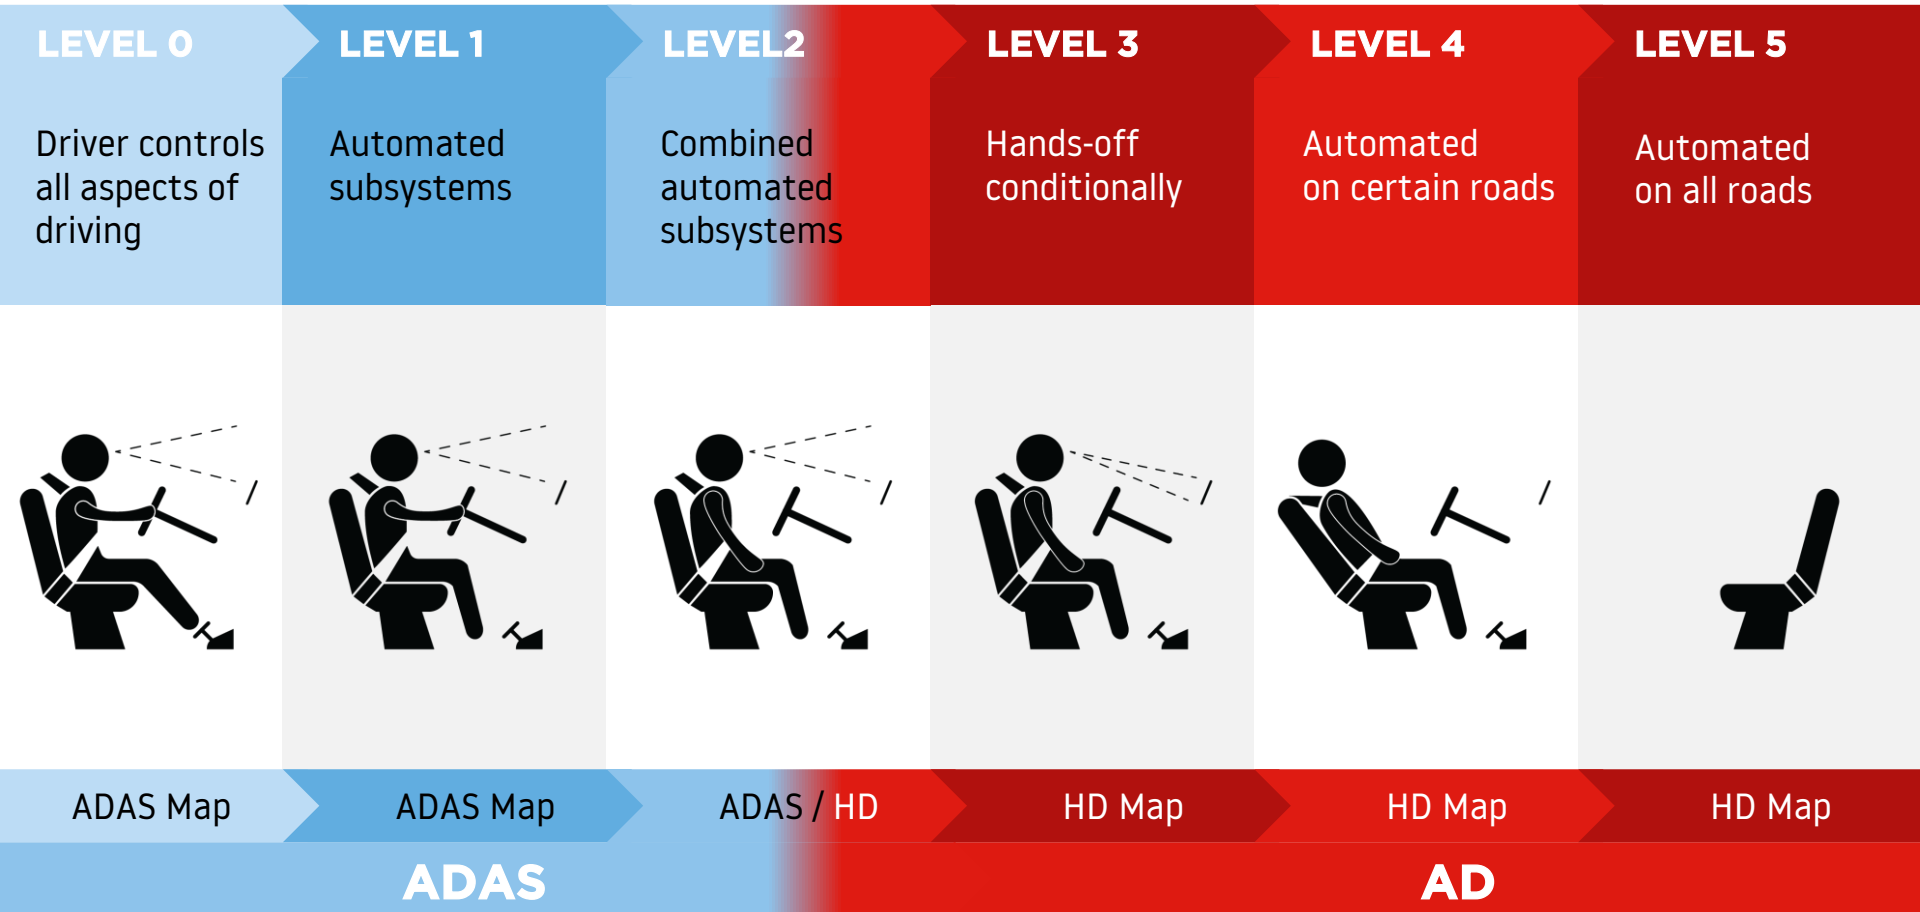 LEVEL 0
LEVEL 1
LEVEL2
LEVEL 3
LEVEL 4
LEVEL 5
Driver controls
all aspects of
driving
Automated
subsystems
Combined
automated
subsystems
Hands-off
conditionally
Automated
on certain roads
Automated
on all roads
ADAS Map
ADAS Map
ADAS / HD
HD Map
HD Map
HD Map
ADAS
AD